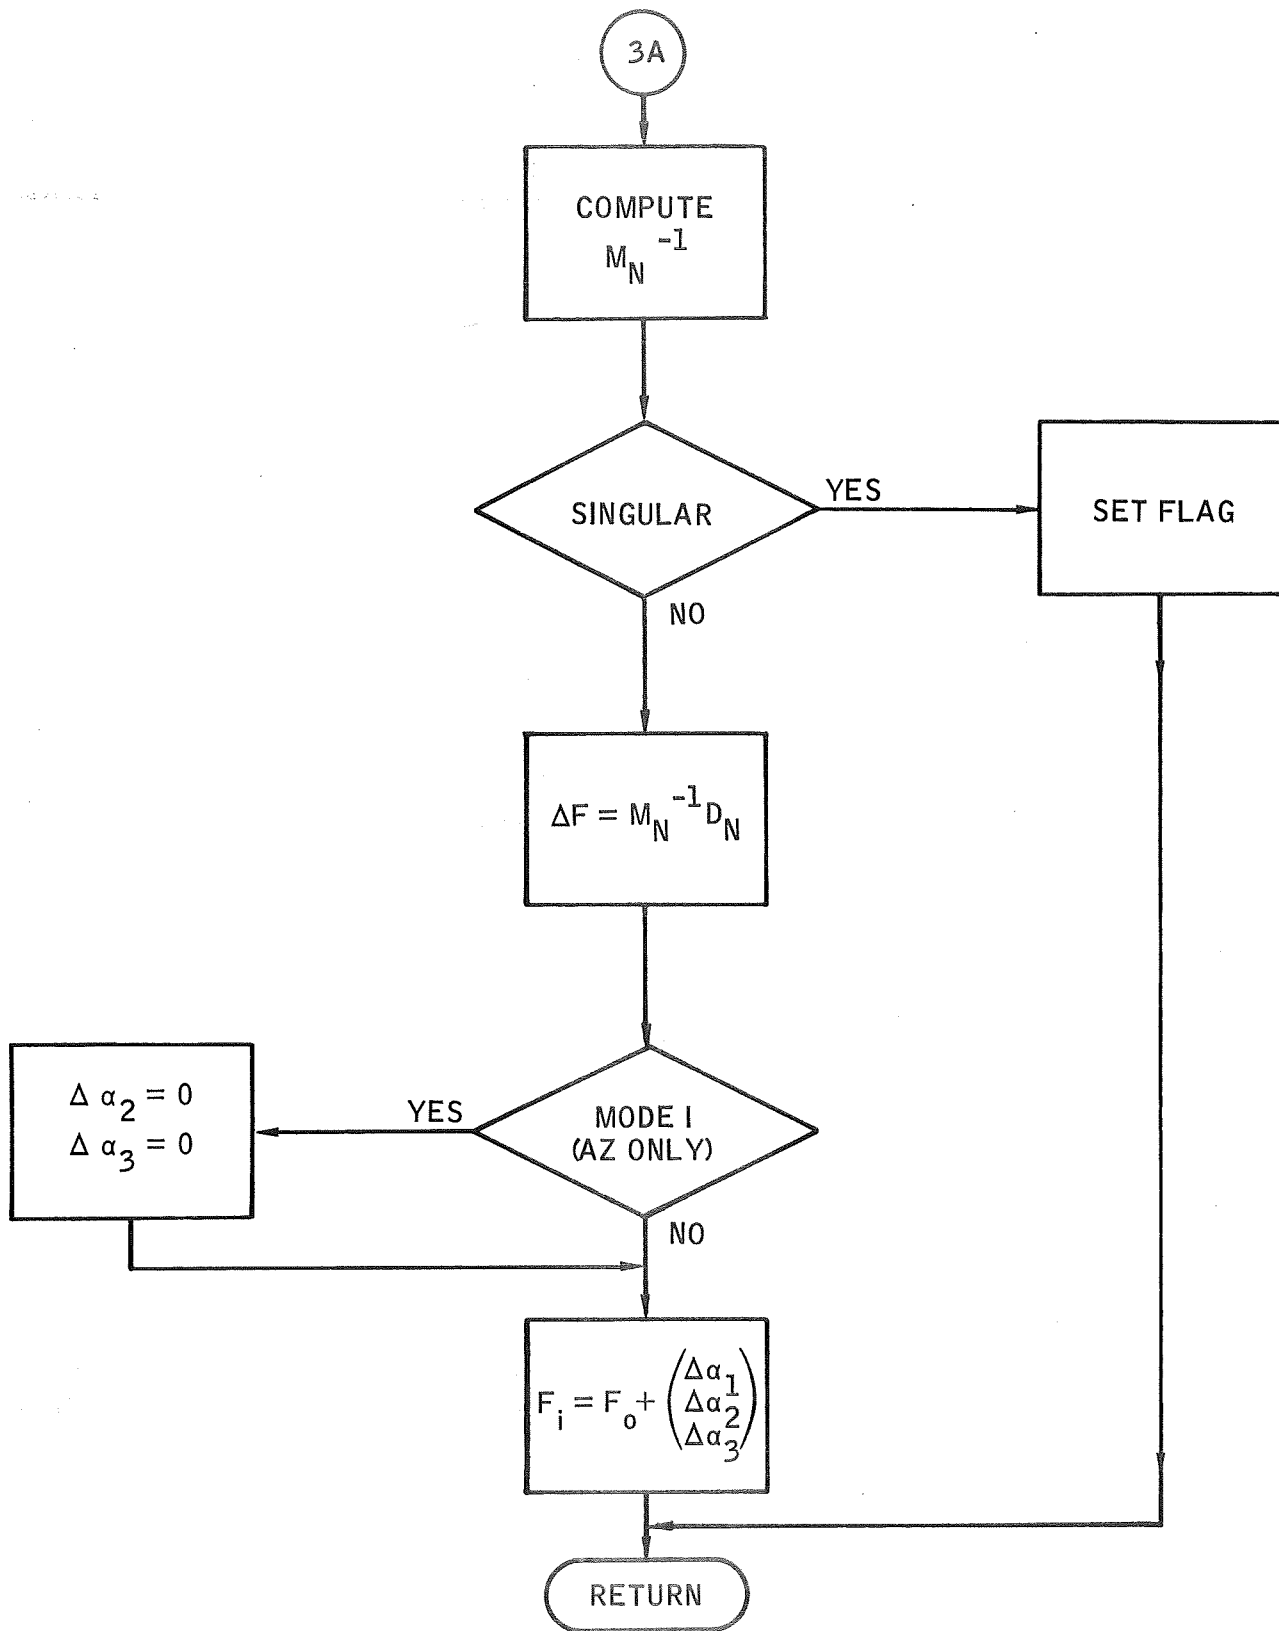 3A
COMPUTE
M_N^-1
SINGULAR
YES
SET FLAG
NO
ΔF = M_N^-1 D_N
Δ α_2 = 0
Δ α_3 = 0
YES
MODE I
(AZ ONLY)
NO
F_i = F_o + (Δα_1
Δα_2
Δα_3)
RETURN